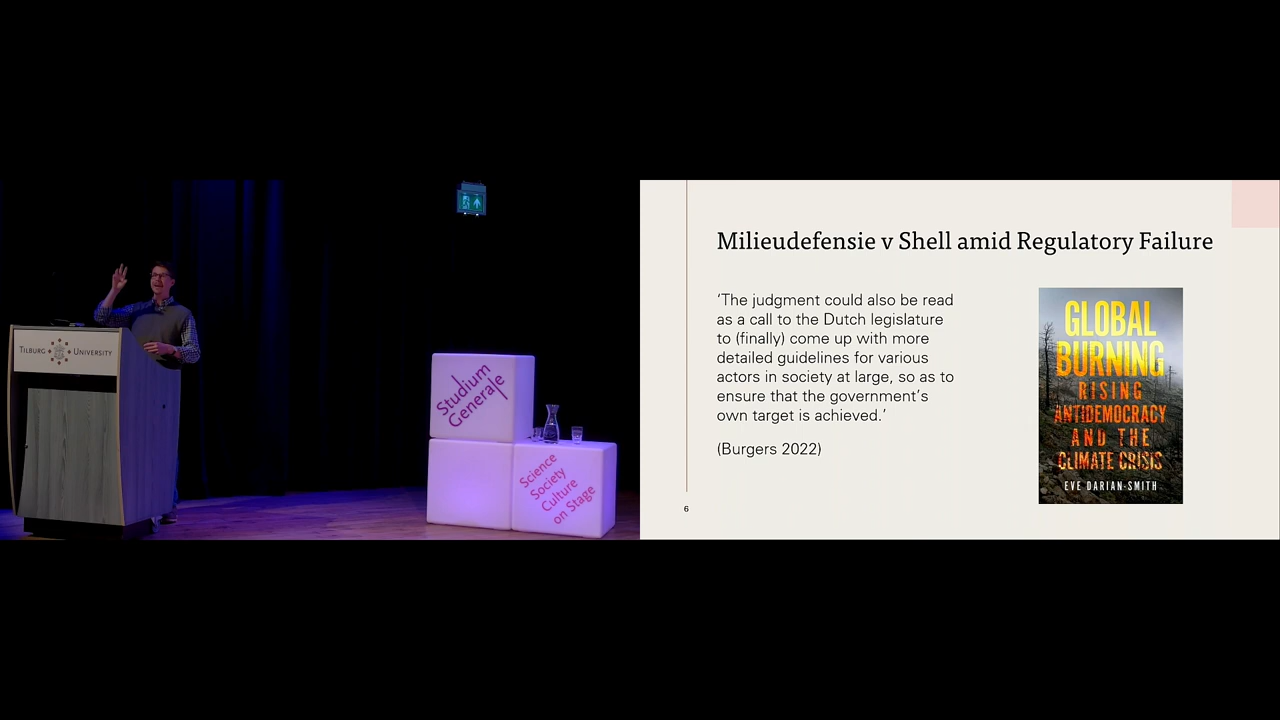 TILBURG UNIVERSITY
Studium
Generale
Science
Society
Culture
on Stage
Milieudefensie v Shell amid Regulatory Failure
‘The judgment could also be read
as a call to the Dutch legislature
to (finally) come up with more
detailed guidelines for various
actors in society at large, so as to
ensure that the government’s
own target is achieved.’
(Burgers 2022)
GLOBAL
BURNING
RISING
ANTIDEMOCRACY
AND THE
CLIMATE CRISIS
EVE DARIAN-SMITH
6